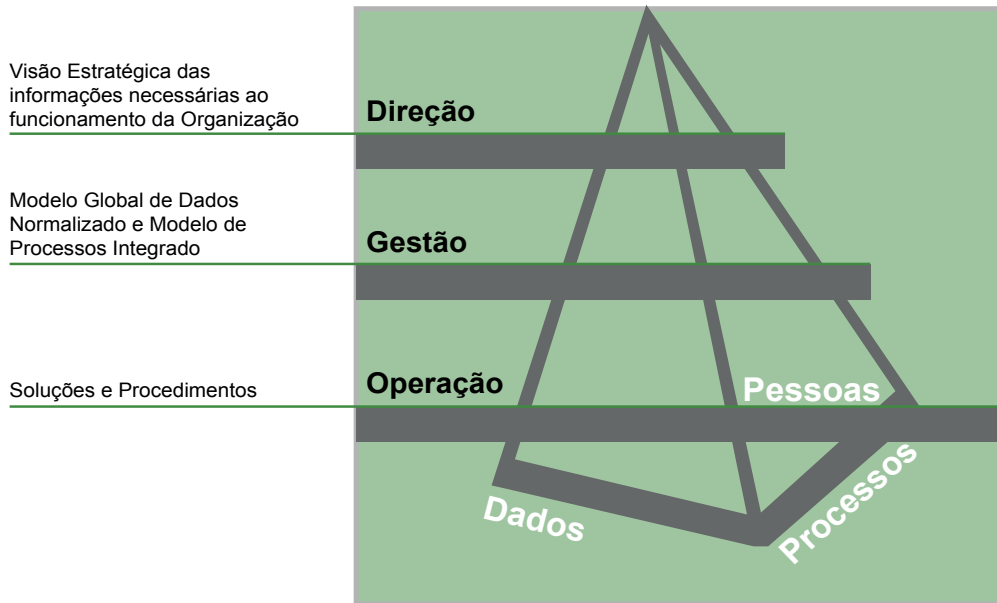 Visão Estratégica das
informações necessárias ao
funcionamento da Organização
Direção
Modelo Global de Dados
Normalizado e Modelo de
Processos Integrado
Gestão
Soluções e Procedimentos
Operação
Pessoas
Dados
Processos